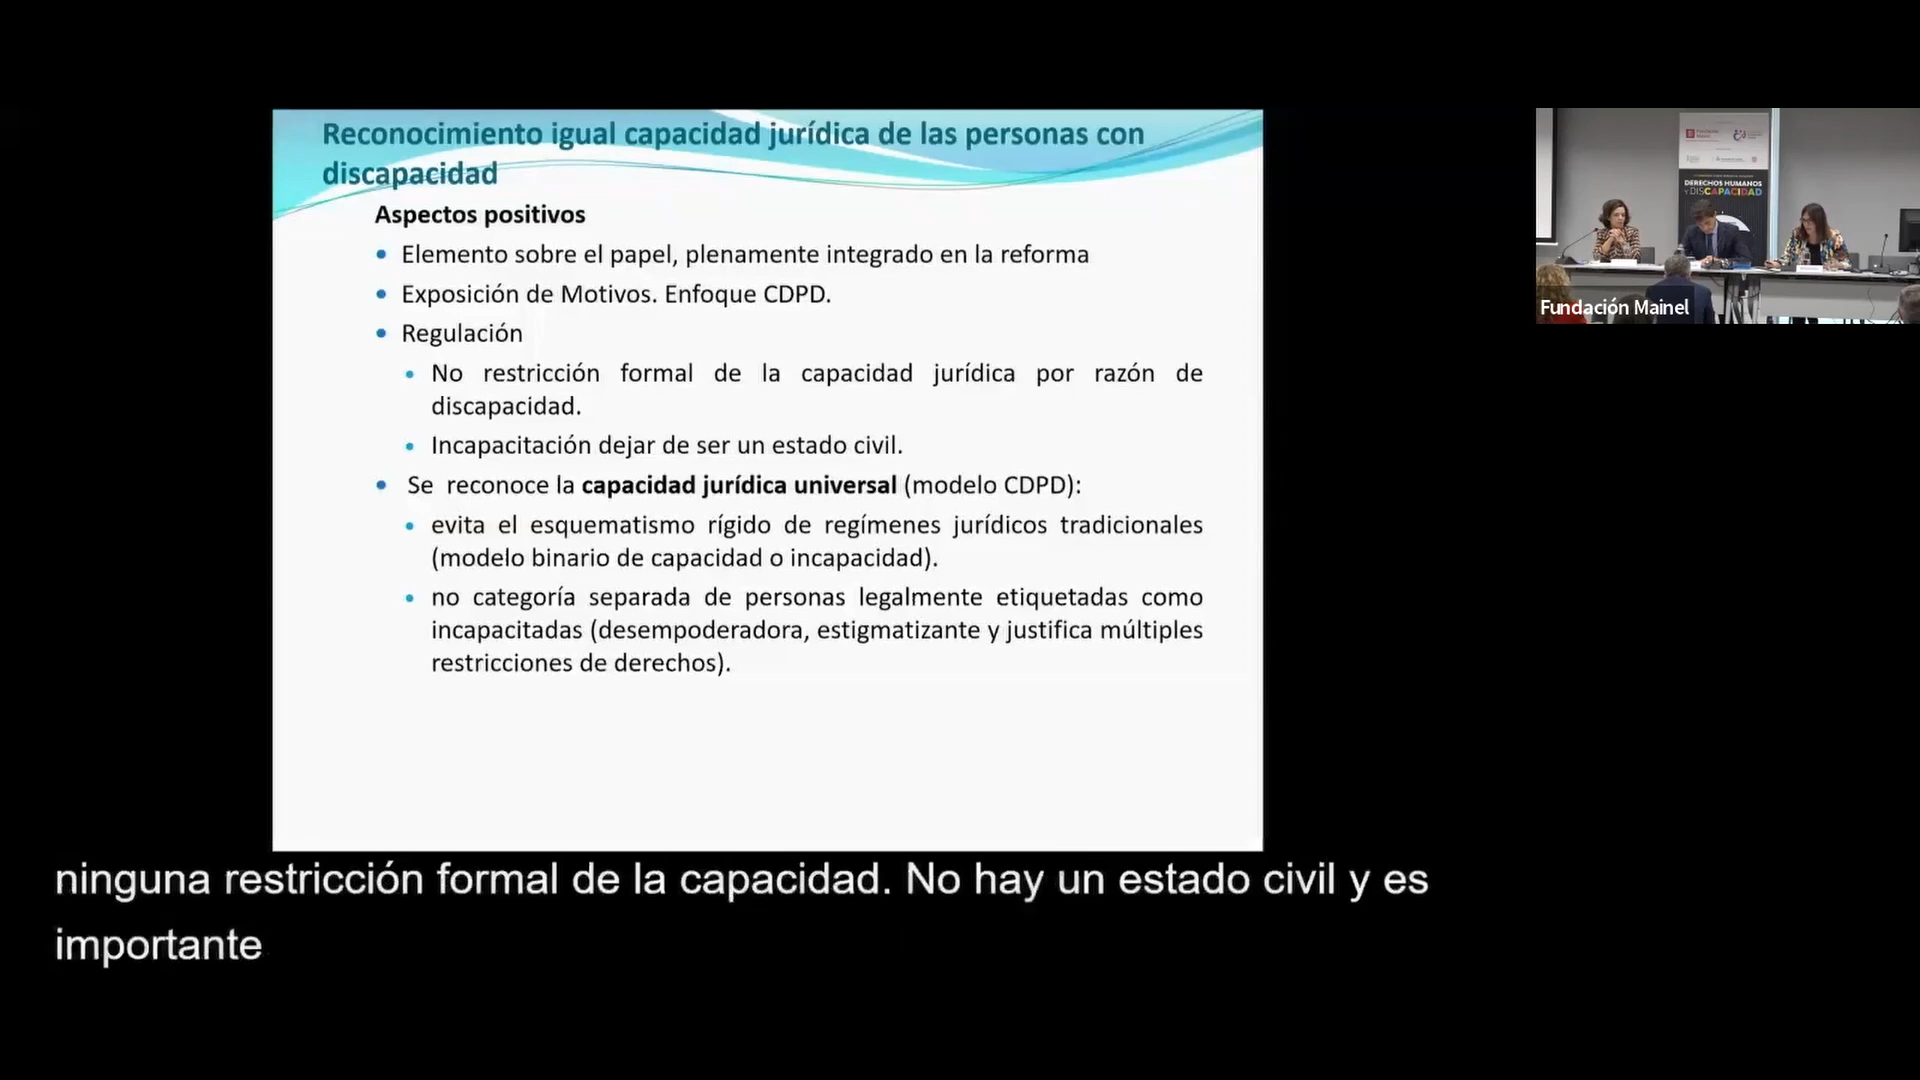 Reconocimiento igual capacidad jurídica de las personas con
discapacidad
Aspectos positivos
• Elemento sobre el papel, plenamente integrado en la reforma
• Exposición de Motivos. Enfoque CDPD.
• Regulación
• No restricción formal de la capacidad jurídica por razón de
discapacidad.
• Incapacitación dejar de ser un estado civil.
• Se reconoce la capacidad jurídica universal (modelo CDPD):
• evita el esquematismo rígido de regímenes jurídicos tradicionales
(modelo binario de capacidad o incapacidad).
• no categoría separada de personas legalmente etiquetadas como
incapacitadas (desempoderadora, estigmatizante y justifica múltiples
restricciones de derechos).
DERECHOS HUMANOS
Y DISCAPACIDAD
Fundación Mainel
ninguna restricción formal de la capacidad. No hay un estado civil y es
importante